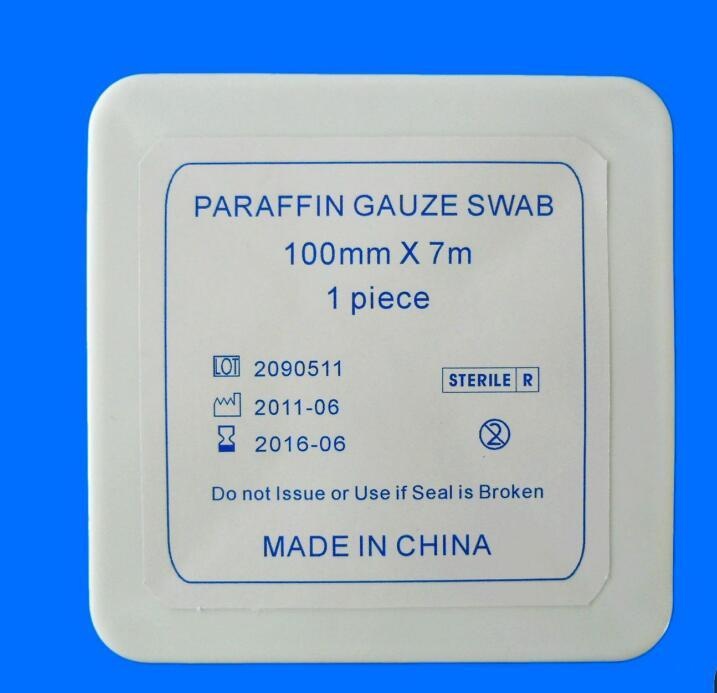 PARAFFIN GAUZE SWAB
100mm X 7m
1 piece
LOT 2090511
2011-06
STERILE R
2016-06
2
Do not Issue or Use if Seal is Broken
MADE IN CHINA